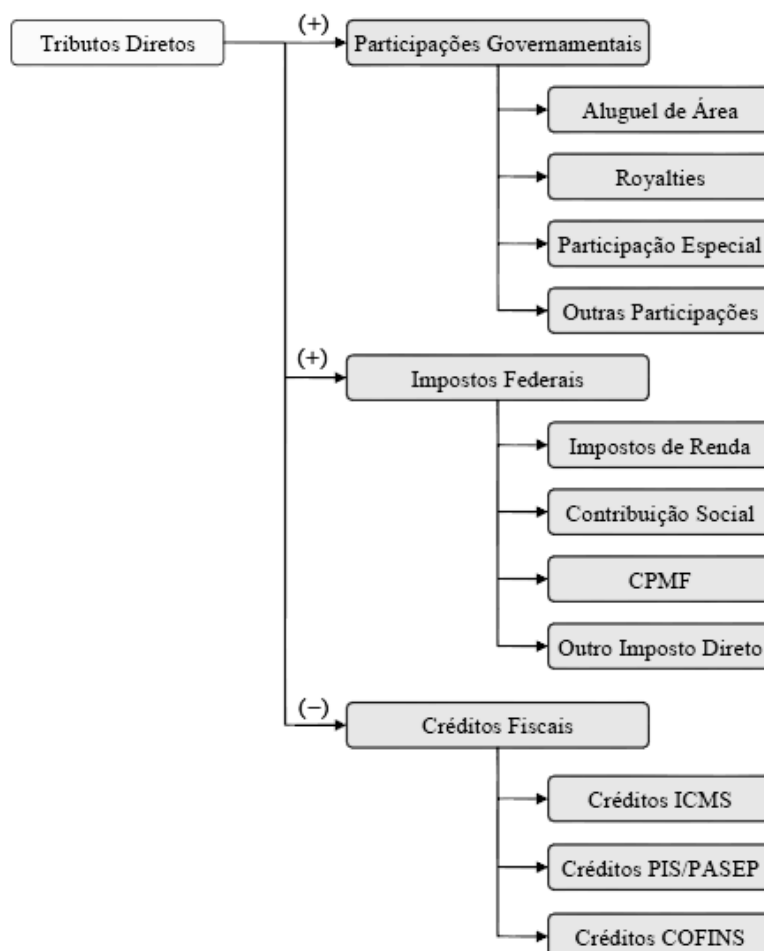 Tributos Diretos
(+)
Participações Governamentais
Aluguel de Área
Royalties
Participação Especial
Outras Participações
(+)
Impostos Federais
Impostos de Renda
Contribuição Social
CPMF
Outro Imposto Direto
(−)
Créditos Fiscais
Créditos ICMS
Créditos PIS/PASEP
Créditos COFINS